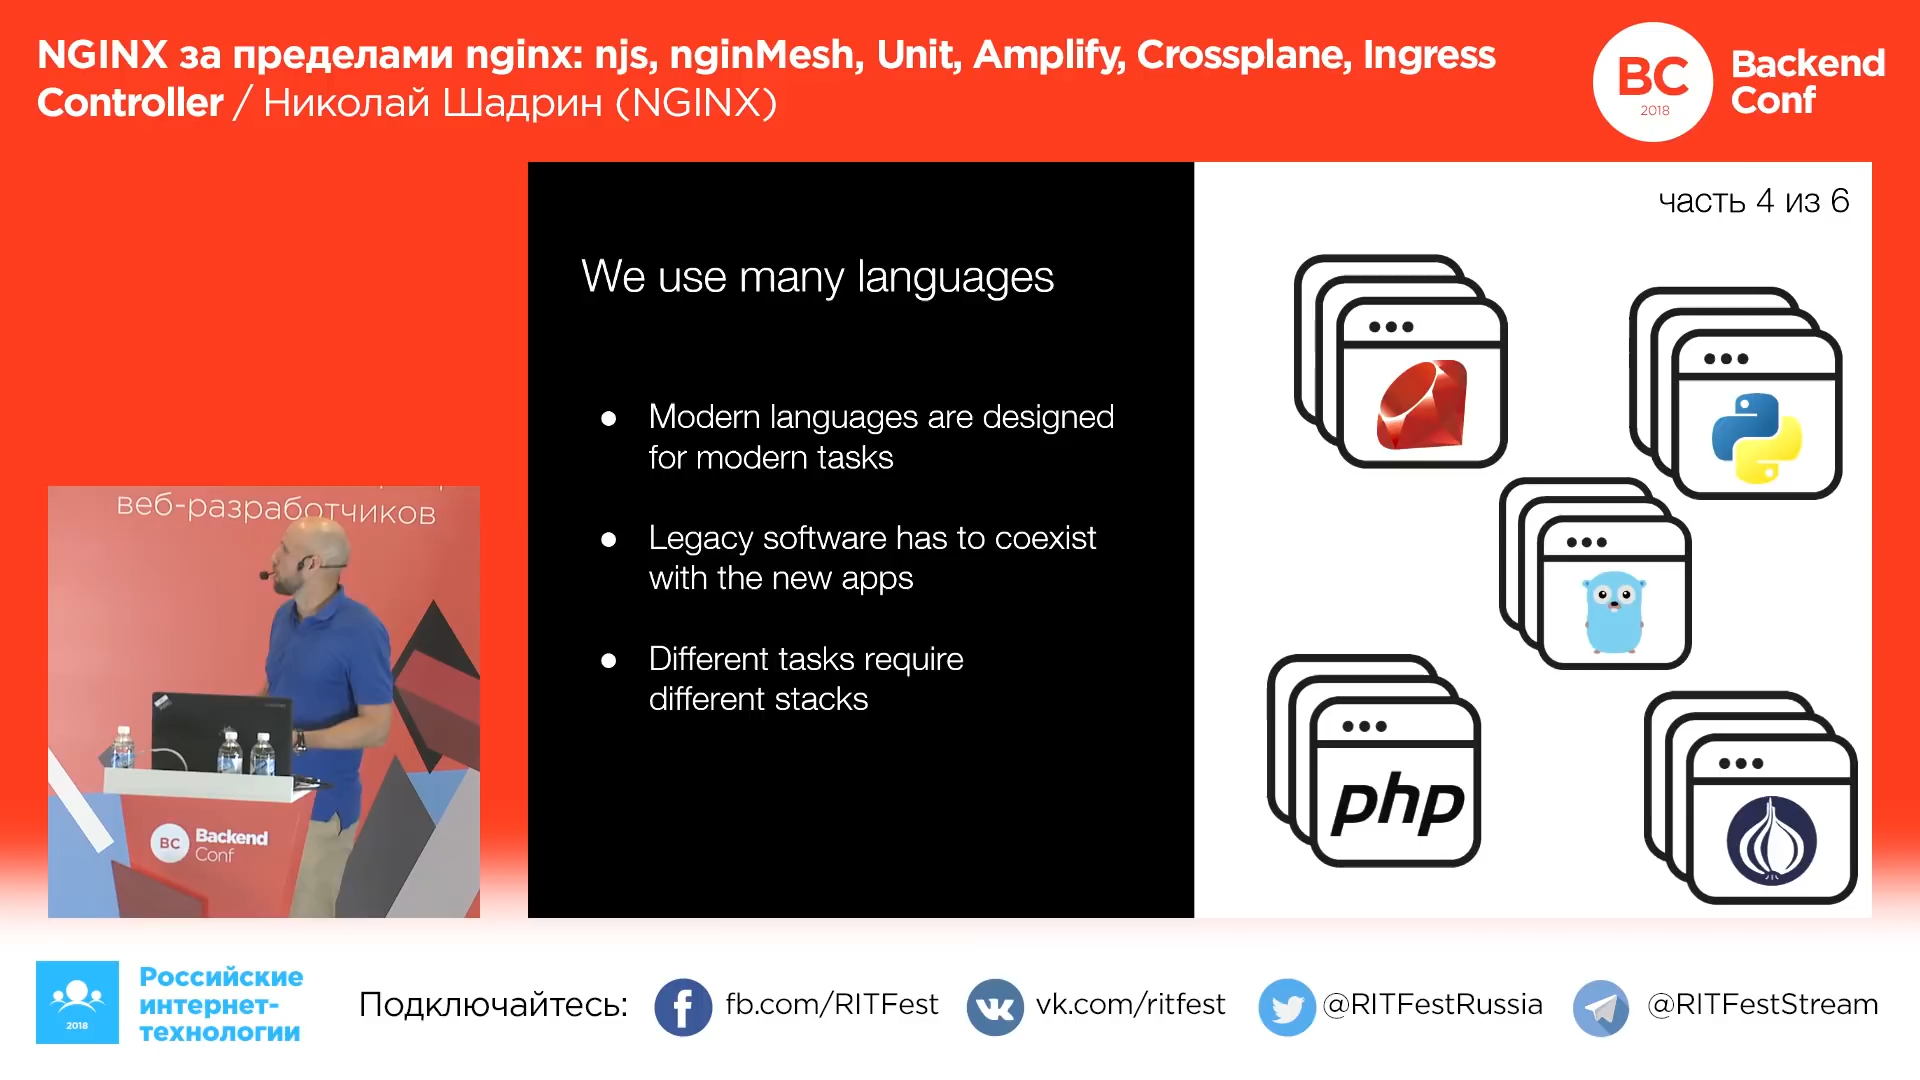 NGINX за пределами nginx: njs, nginMesh, Unit, Amplify, Crossplane, Ingress
Controller / Николай Шадрин (NGINX)
BC
2018
Backend
Conf
часть 4 из 6
We use many languages
● Modern languages are designed
for modern tasks
● Legacy software has to coexist
with the new apps
● Different tasks require
different stacks
php
веб-разработчиков
BC
Backend
Conf
2018
Российские
интернет-
технологии
Подключайтесь:
fb.com/RITFest
vk.com/ritfest
@RITFestRussia
@RITFestStream